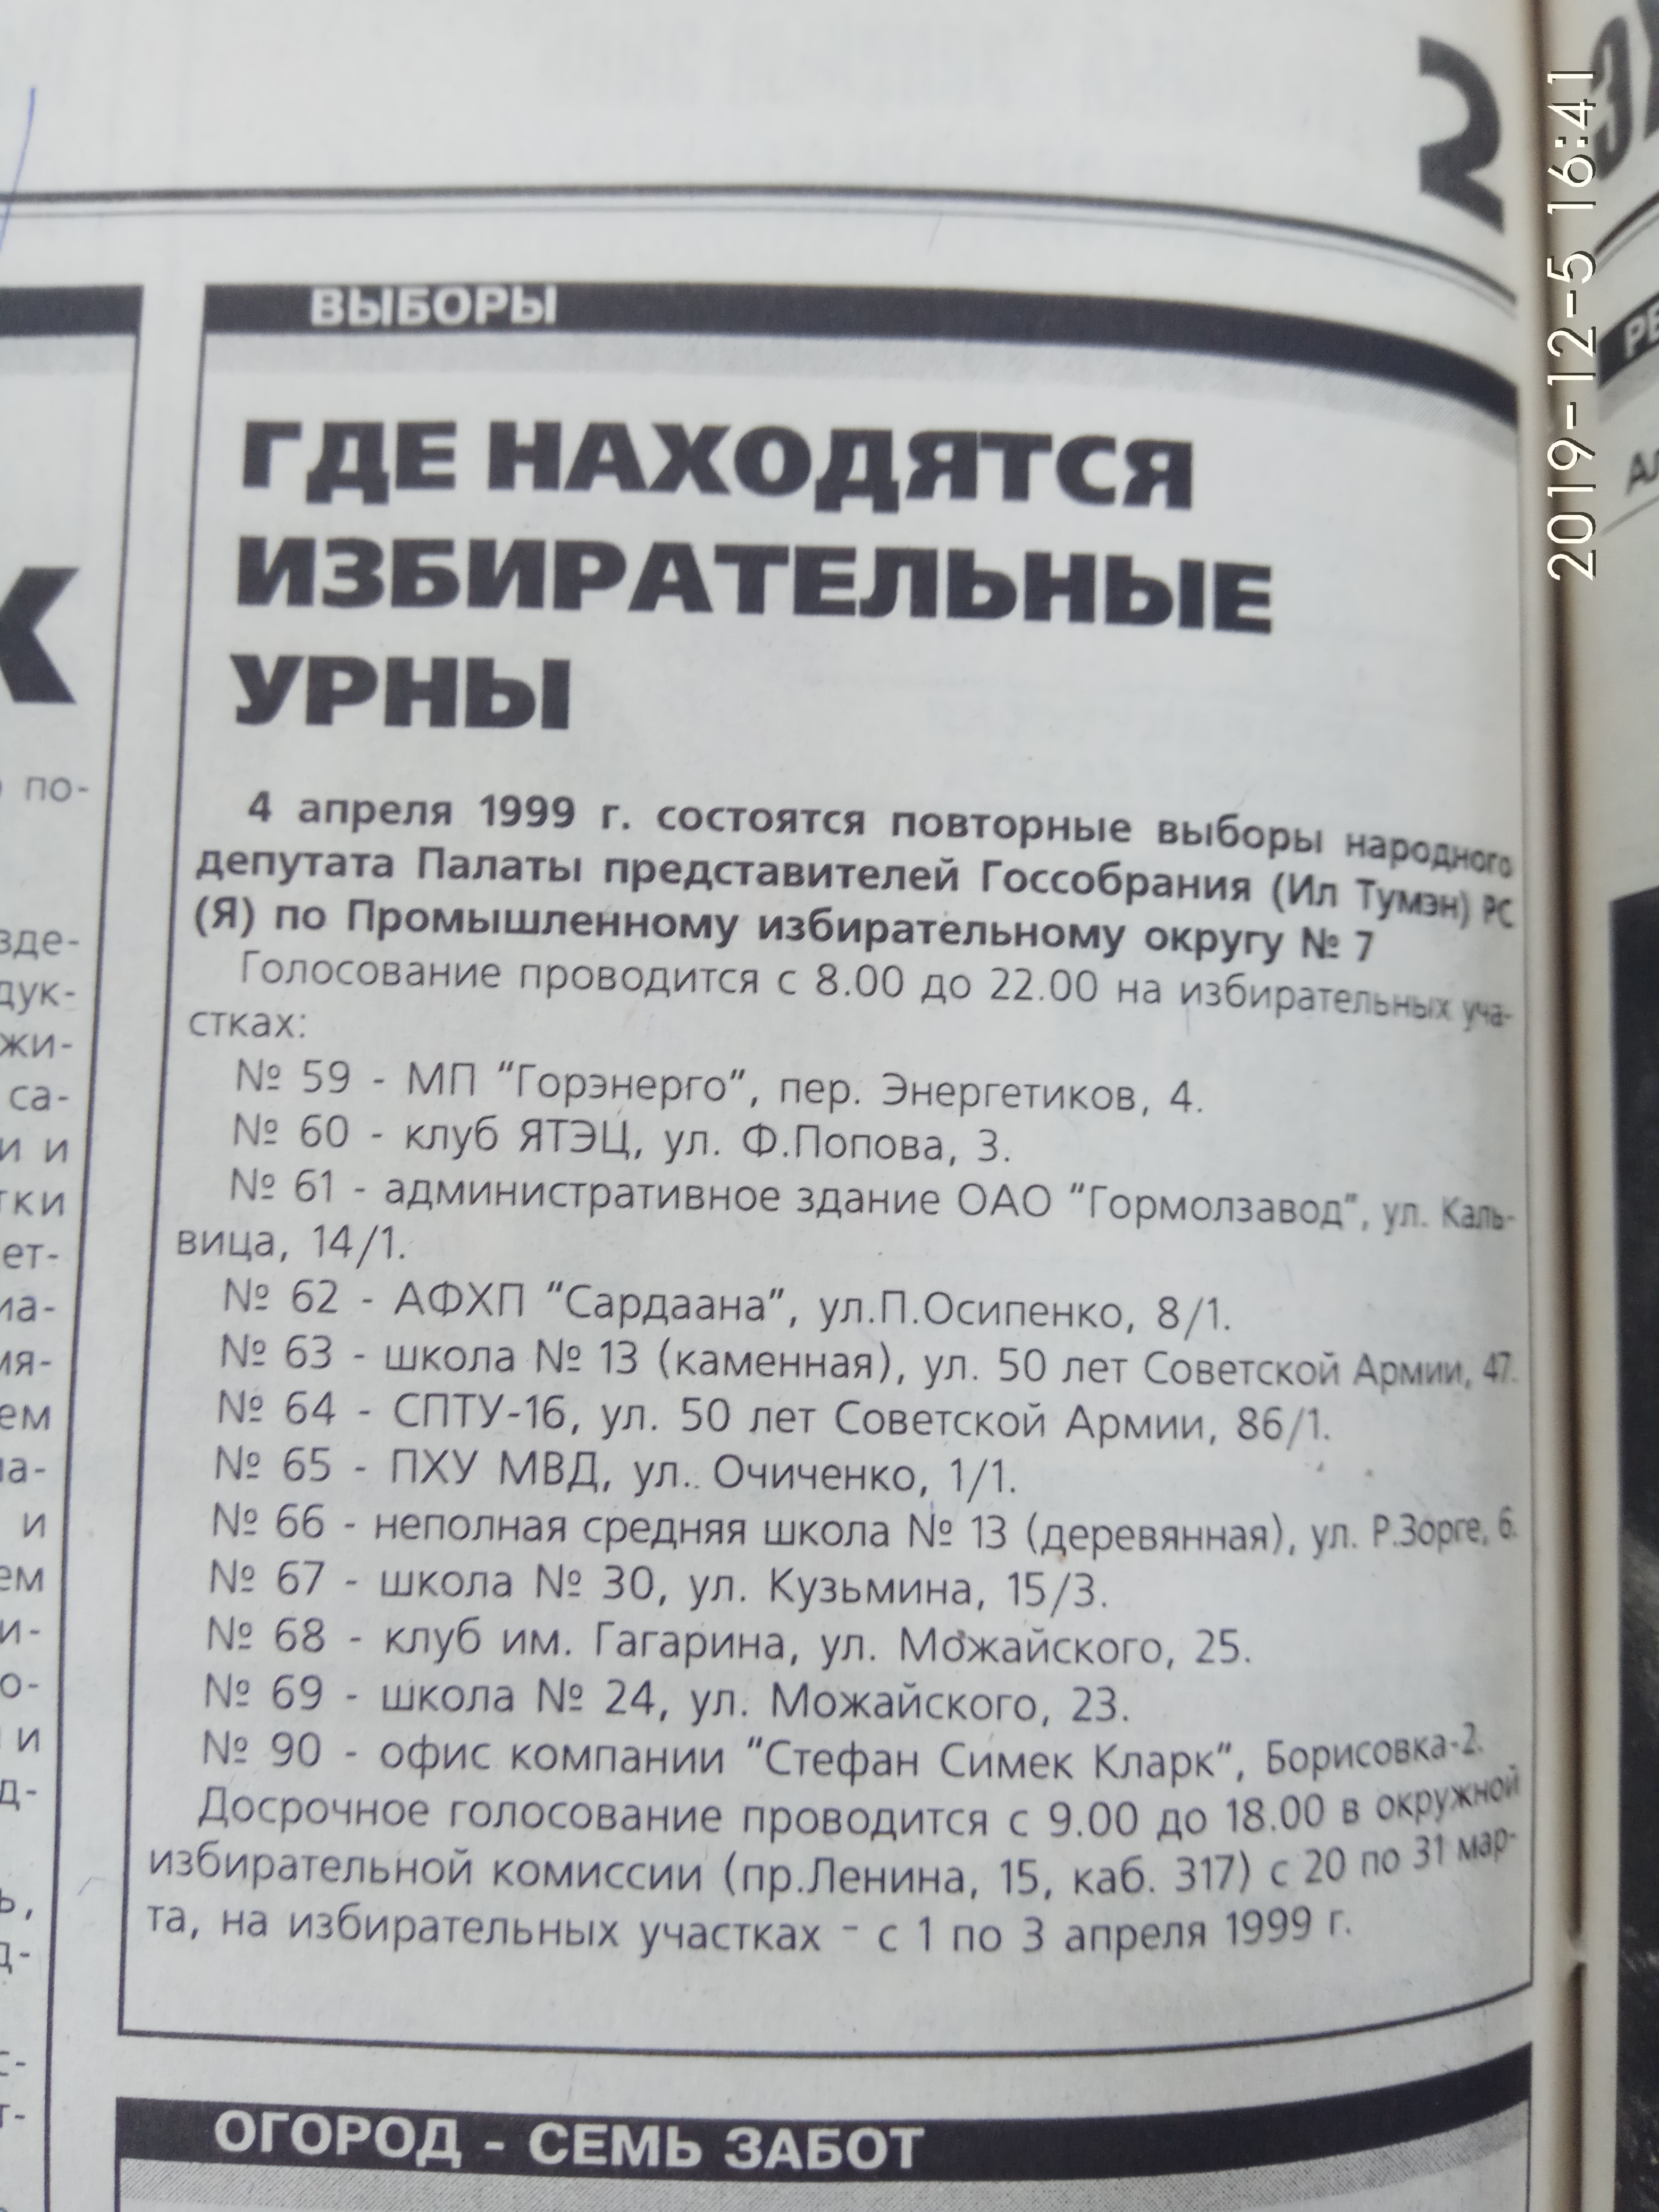 2
2019-12-5 16:41
ВЫБОРЫ
ГДЕ НАХОДЯТСЯ
ИЗБИРАТЕЛЬНЫЕ
УРНЫ
4 апреля 1999 г. состоятся повторные выборы народного
депутата Палаты представителей Госсобрания (Ил Тумэн) РС
(Я) по Промышленному избирательному округу № 7
Голосование проводится с 8.00 до 22.00 на избирательных уча-
стках:
№ 59 - МП “Горэнерго”, пер. Энергетиков, 4.
№ 60 - клуб ЯТЭЦ, ул. Ф.Попова, 3.
№ 61 - административное здание ОАО “Гормолзавод”, ул. Каль-
вица, 14/1.
№ 62 - АФХП “Сардаана”, ул.П.Осипенко, 8/1.
№ 63 - школа № 13 (каменная), ул. 50 лет Советской Армии, 47.
№ 64 - СПТУ-16, ул. 50 лет Советской Армии, 86/1.
№ 65 - ПХУ МВД, ул.. Очиченко, 1/1.
№ 66 - неполная средняя школа № 13 (деревянная), ул. Р.Зорге, 6.
№ 67 - школа № 30, ул. Кузьмина, 15/3.
№ 68 - клуб им. Гагарина, ул. Можайского, 25.
№ 69 - школа № 24, ул. Можайского, 23.
№ 90 - офис компании “Стефан Симек Кларк”, Борисовка-2.
Досрочное голосование проводится с 9.00 до 18.00 в окружной
избирательной комиссии (пр.Ленина, 15, каб. 317) с 20 по 31 мар-
та, на избирательных участках - с 1 по 3 апреля 1999 г.
ОГОРОД - СЕМЬ ЗАБОТ